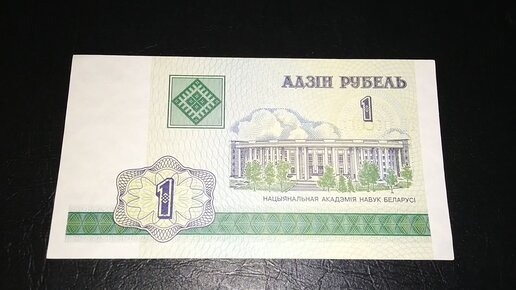 АДЗІН РУБЕЛЬ
1
НАЦЫЯНАЛЬНАЯ АКАДЭМІЯ НАВУК БЕЛАРУСІ
1